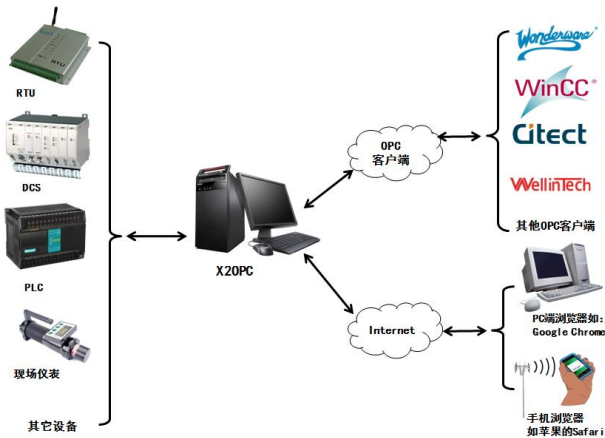 RTU
RTU
DCS
PLC
现场仪表
其它设备
X2OPC
OPC
客户端
Internet
Wonderware
WinCC
Citect
WellinTech
其他OPC客户端
PC端浏览器如:
Google Chrome
手机浏览器
如苹果的Safari